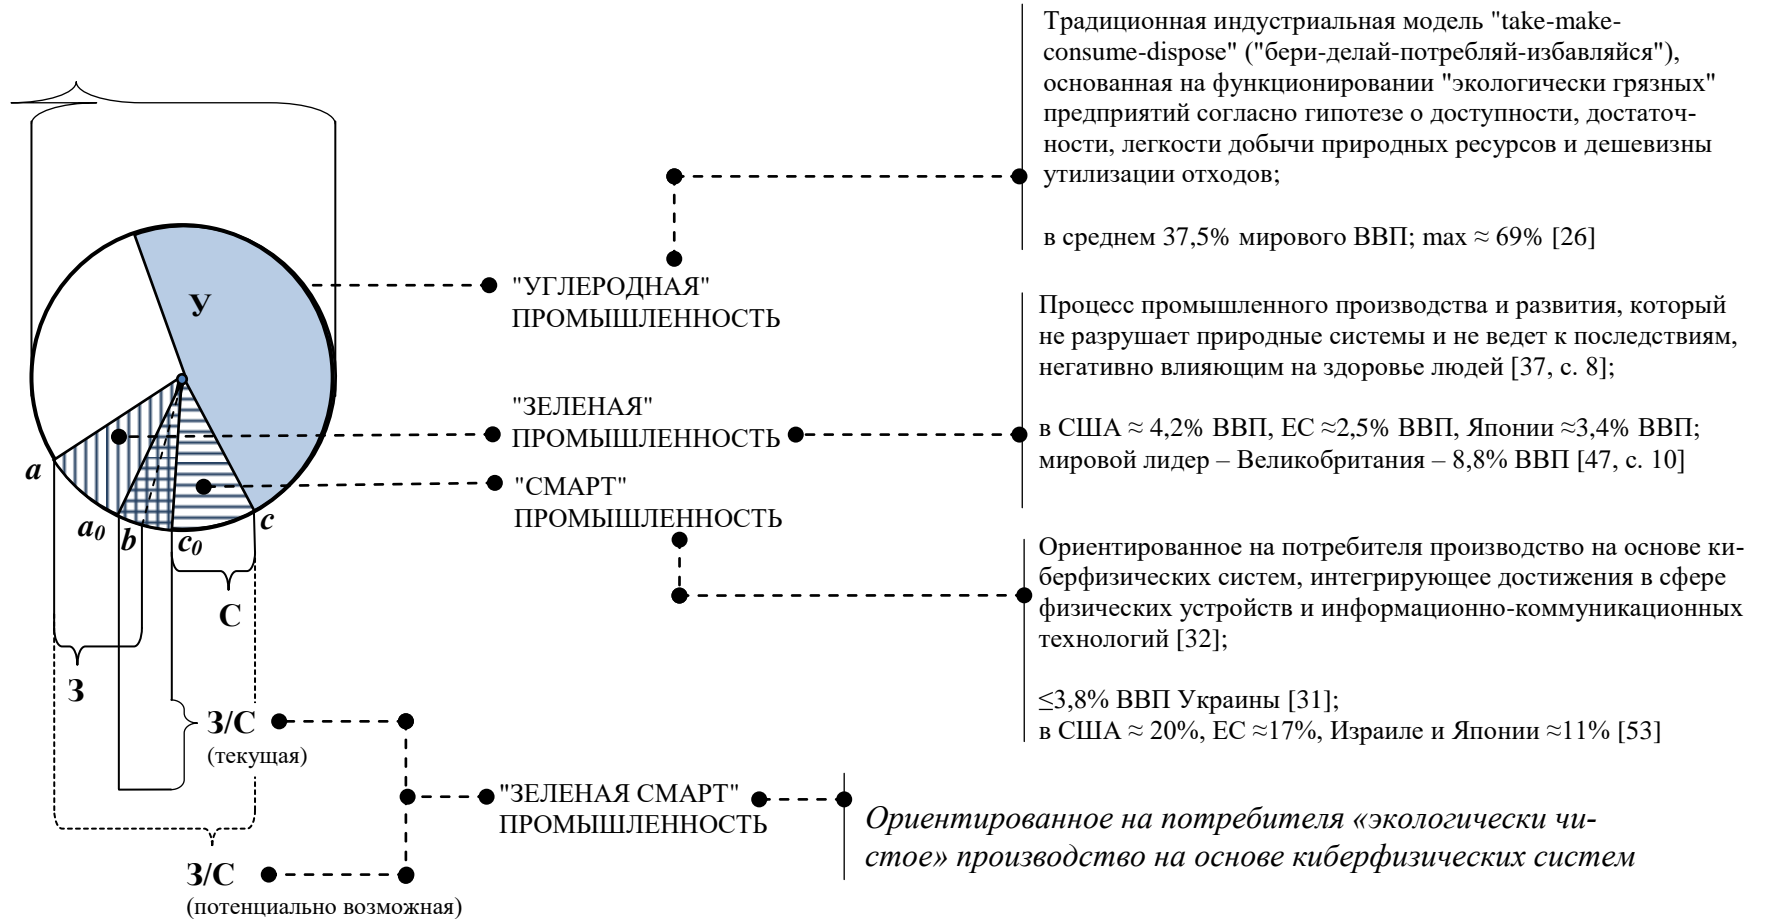 Традиционная индустриальная модель "take-make-
consume-dispose" ("бери-делай-потребляй-избавляйся"),
основанная на функционировании "экологически грязных"
предприятий согласно гипотезе о доступности, достаточ-
ности, легкости добычи природных ресурсов и дешевизны
утилизации отходов;
в среднем 37,5% мирового ВВП; max ≈ 69% [26]
У
"УГЛЕРОДНАЯ"
ПРОМЫШЛЕННОСТЬ
Процесс промышленного производства и развития, который
не разрушает природные системы и не ведет к последствиям,
негативно влияющим на здоровье людей [37, с. 8];
в США ≈ 4,2% ВВП, ЕС ≈2,5% ВВП, Японии ≈3,4% ВВП;
мировой лидер – Великобритания – 8,8% ВВП [47, с. 10]
"ЗЕЛЕНАЯ"
ПРОМЫШЛЕННОСТЬ
"СМАРТ"
ПРОМЫШЛЕННОСТЬ
a
a0
b
c0
c
Ориентированное на потребителя производство на основе ки-
берфизических систем, интегрирующее достижения в сфере
физических устройств и информационно-коммуникационных
технологий [32];
≤3,8% ВВП Украины [31];
в США ≈ 20%, ЕС ≈17%, Израиле и Японии ≈11% [53]
С
З
З/С
(текущая)
"ЗЕЛЕНАЯ СМАРТ"
ПРОМЫШЛЕННОСТЬ
Ориентированное на потребителя «экологически чи-
стое» производство на основе киберфизических систем
З/С
(потенциально возможная)